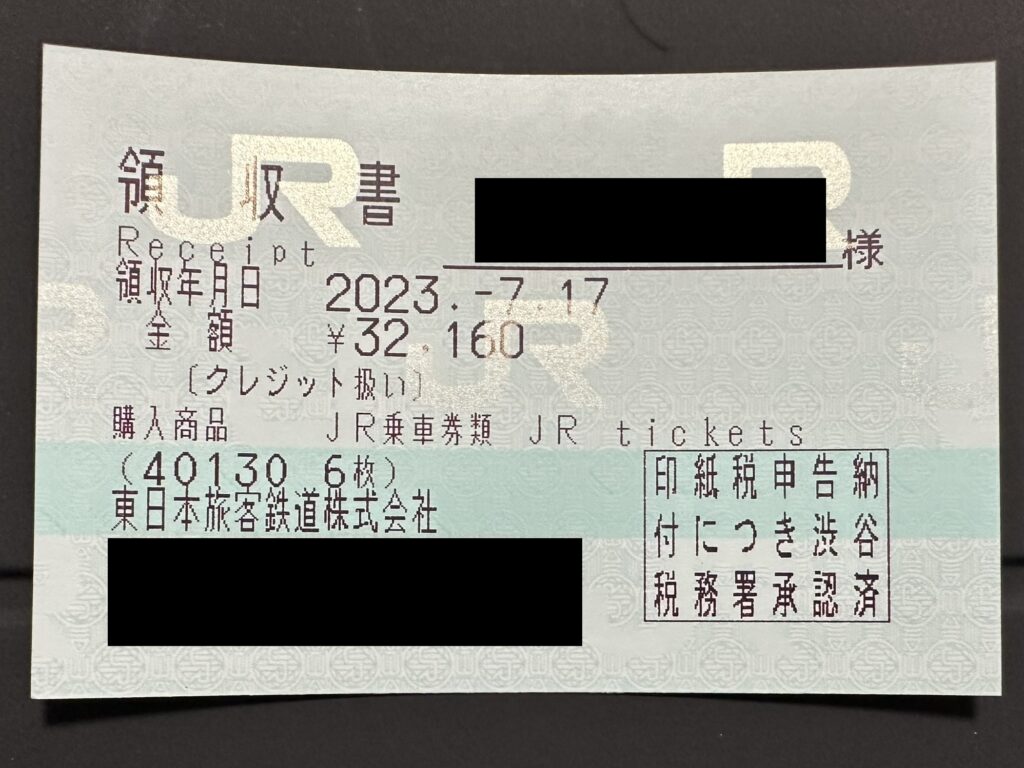 領収書
様
Receipt
領収年月日 2023.-7.17
金額 ¥32,160
〔クレジット扱い〕
購入商品 JR乗車券類 JR tickets
(40130 6枚)
東日本旅客鉄道株式会社
印紙税申告納
付につき渋谷
税務署承認済
JR
JR
JR